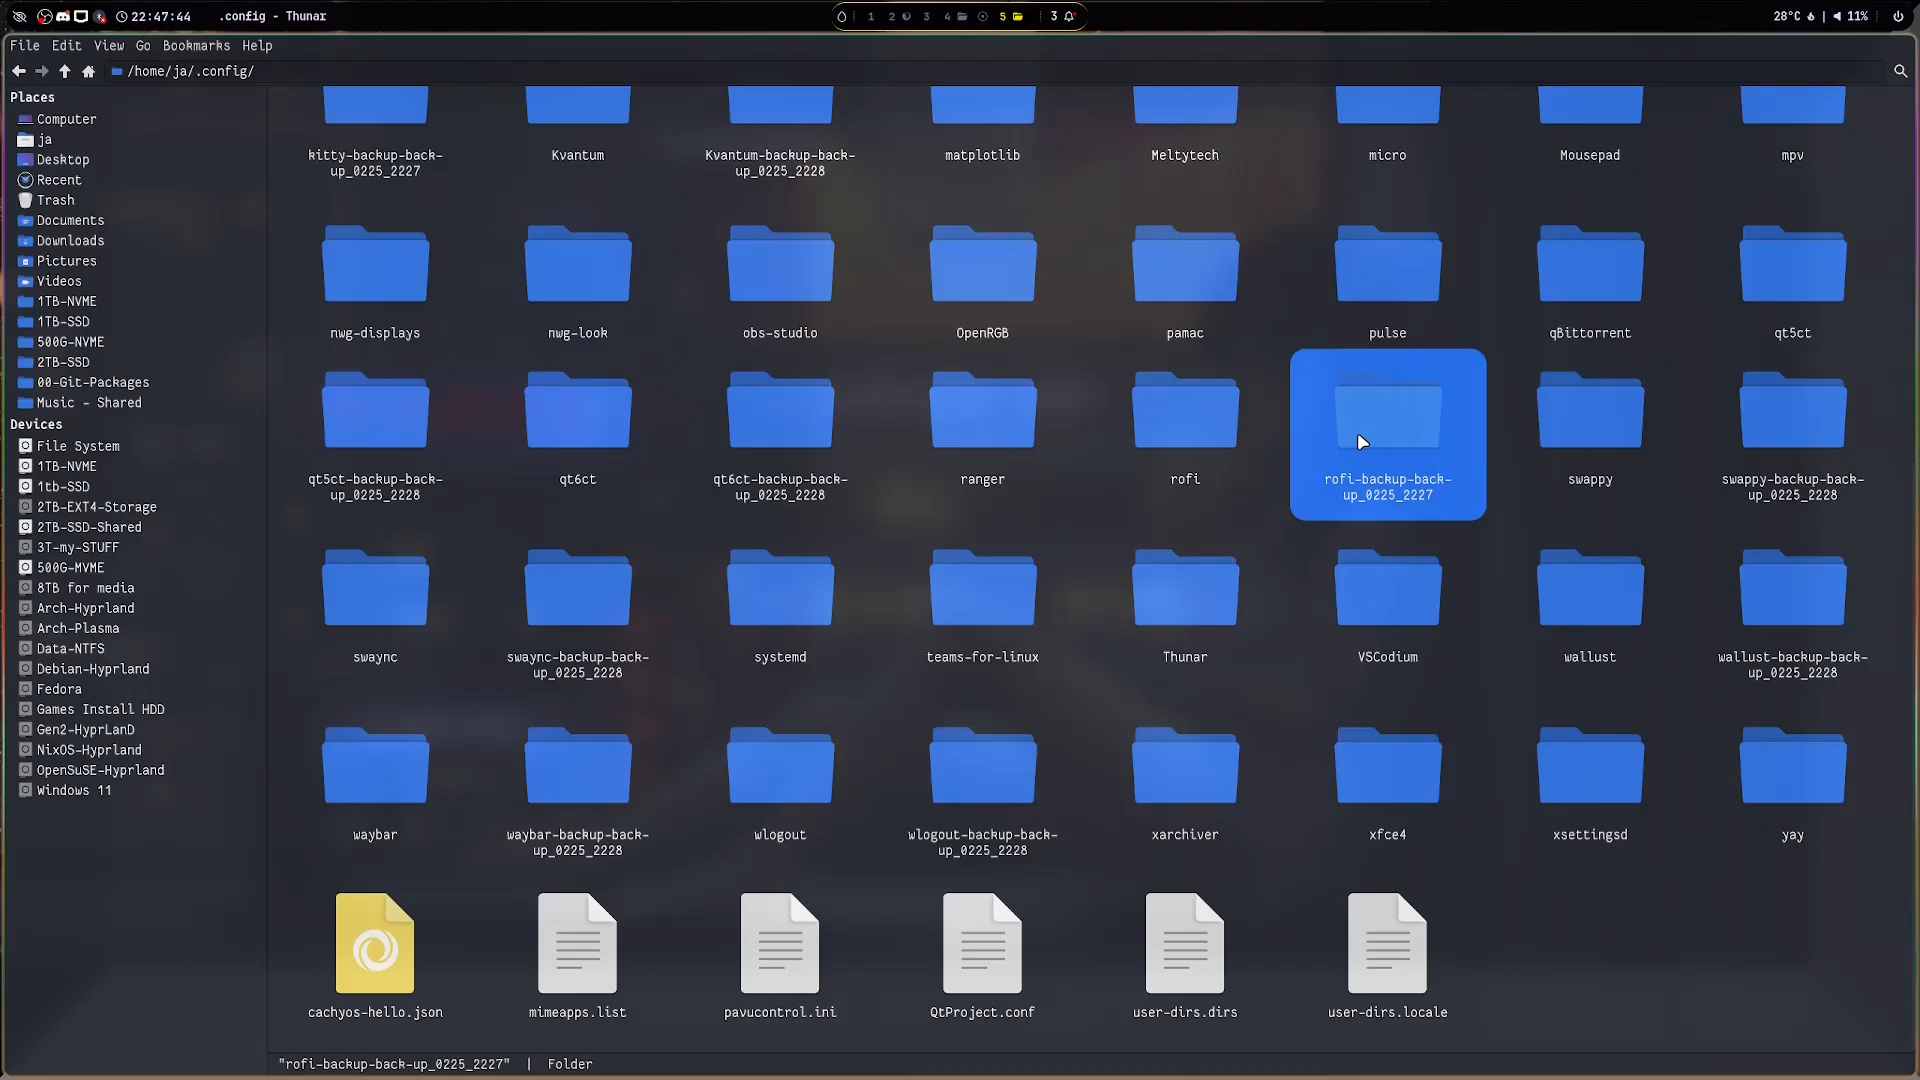 22:47:44 .config - Thunar 1 2 3 4 5 3 28°C | 11%
File Edit View Go Bookmarks Help
/home/ja/.config/
Places
Computer
ja
Desktop
Recent
Trash
Documents
Downloads
Pictures
Videos
1TB-NVME
1TB-SSD
500G-NVME
2TB-SSD
00-Git-Packages
Music - Shared
Devices
File System
1TB-NVME
1tb-SSD
2TB-EXT4-Storage
2TB-SSD-Shared
3T-my-STUFF
500G-MVME
8TB for media
Arch-Hyprland
Arch-Plasma
Data-NTFS
Debian-Hyprland
Fedora
Games Install HDD
Gen2-HyprLanD
NixOS-Hyprland
OpenSuSE-Hyprland
Windows 11
kitty-backup-back-
up_0225_2227
Kvantum
Kvantum-backup-back-
up_0225_2228
matplotlib
Meltytech
micro
Mousepad
mpv
nwg-displays
nwg-look
obs-studio
OpenRGB
pamac
pulse
qBittorrent
qt5ct
qt5ct-backup-back-
up_0225_2228
qt6ct
qt6ct-backup-back-
up_0225_2228
ranger
rofi
rofi-backup-back-
up_0225_2227
swappy
swappy-backup-back-
up_0225_2228
swaync
swaync-backup-back-
up_0225_2228
systemd
teams-for-linux
Thunar
VSCodium
wallust
wallust-backup-back-
up_0225_2228
waybar
waybar-backup-back-
up_0225_2228
wlogout
wlogout-backup-back-
up_0225_2228
xarchiver
xfce4
xsettingsd
yay
cachyos-hello.json
mimeapps.list
pavucontrol.ini
QtProject.conf
user-dirs.dirs
user-dirs.locale
"rofi-backup-back-up_0225_2227" | Folder